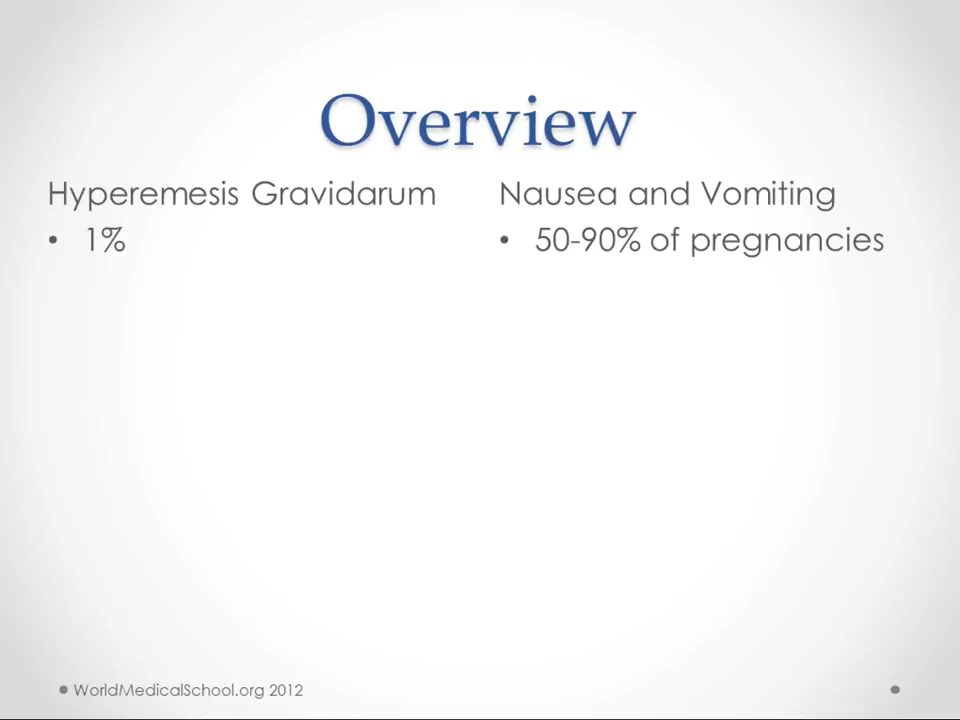 Overview
Hyperemesis Gravidarum
• 1%
Nausea and Vomiting
• 50-90% of pregnancies
WorldMedicalSchool.org 2012